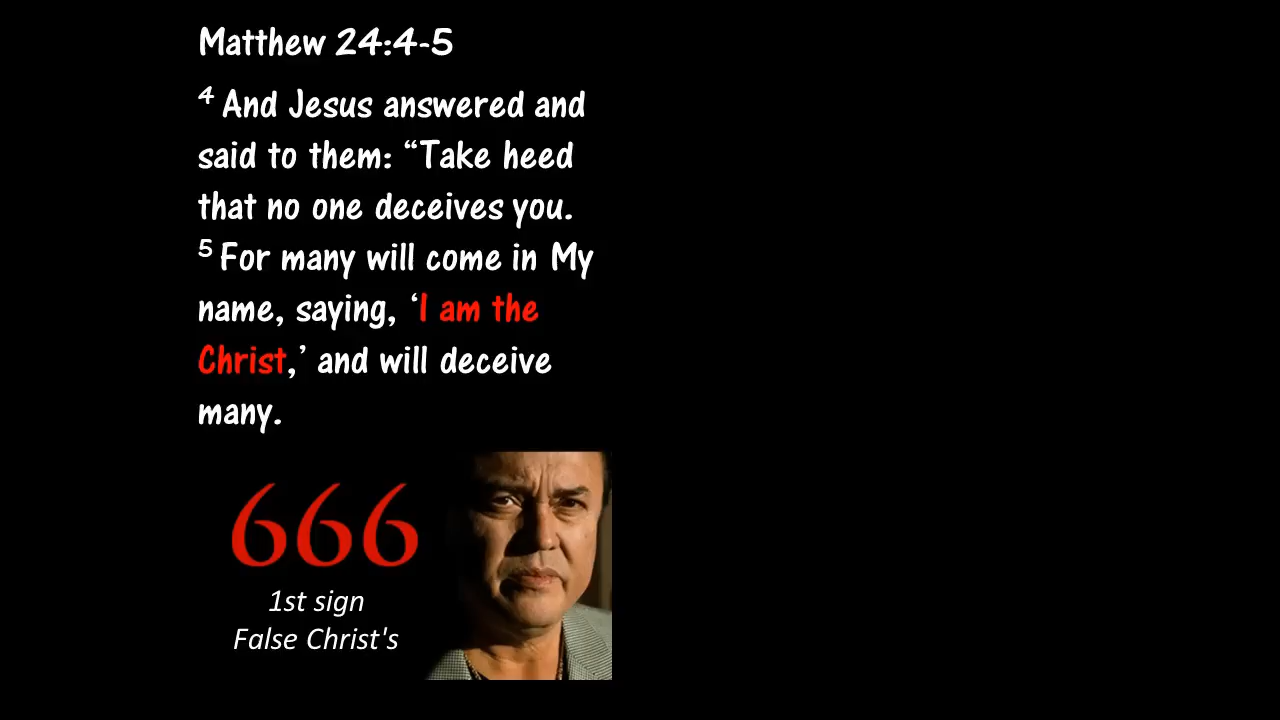 Matthew 24:4-5
4 And Jesus answered and
said to them: “Take heed
that no one deceives you.
5 For many will come in My
name, saying, ‘I am the
Christ,’ and will deceive
many.
666
1st sign
False Christ's